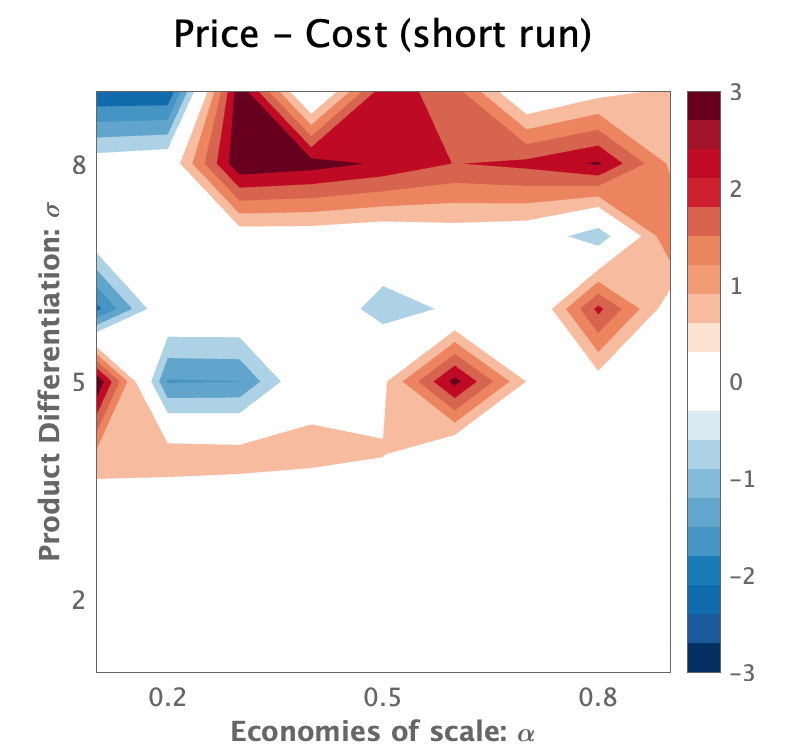 Price – Cost (short run)
3
2
1
0
−1
−2
−3
8
5
2
Product Differentiation: σ
0.2 0.5 0.8
Economies of scale: α